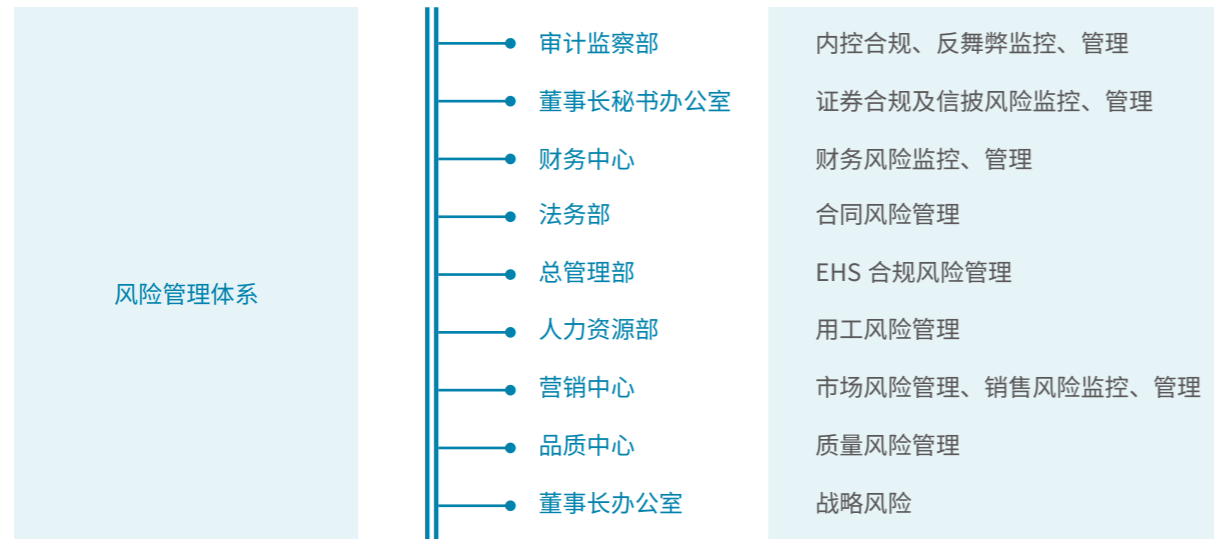 风险管理体系
审计监察部 内控合规、反舞弊监控、管理
董事长秘书办公室 证券合规及信披风险监控、管理
财务中心 财务风险监控、管理
法务部 合同风险管理
总管理部 EHS 合规风险管理
人力资源部 用工风险管理
营销中心 市场风险管理、销售风险监控、管理
品质中心 质量风险管理
董事长办公室 战略风险